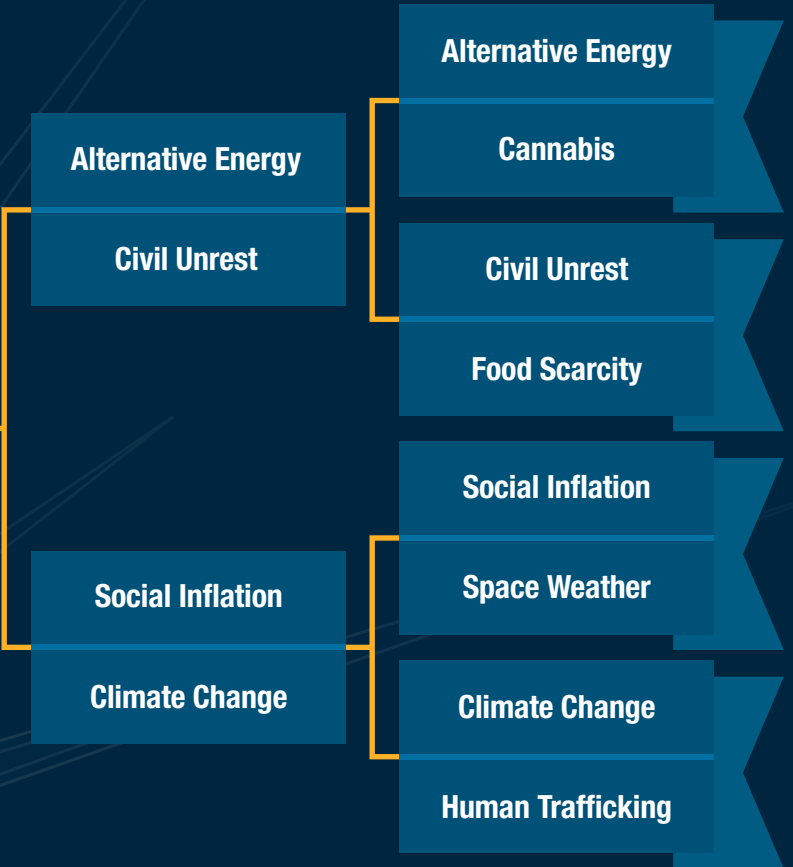 Alternative Energy
Civil Unrest
Social Inflation
Climate Change
Alternative Energy
Cannabis
Civil Unrest
Food Scarcity
Social Inflation
Space Weather
Climate Change
Human Trafficking